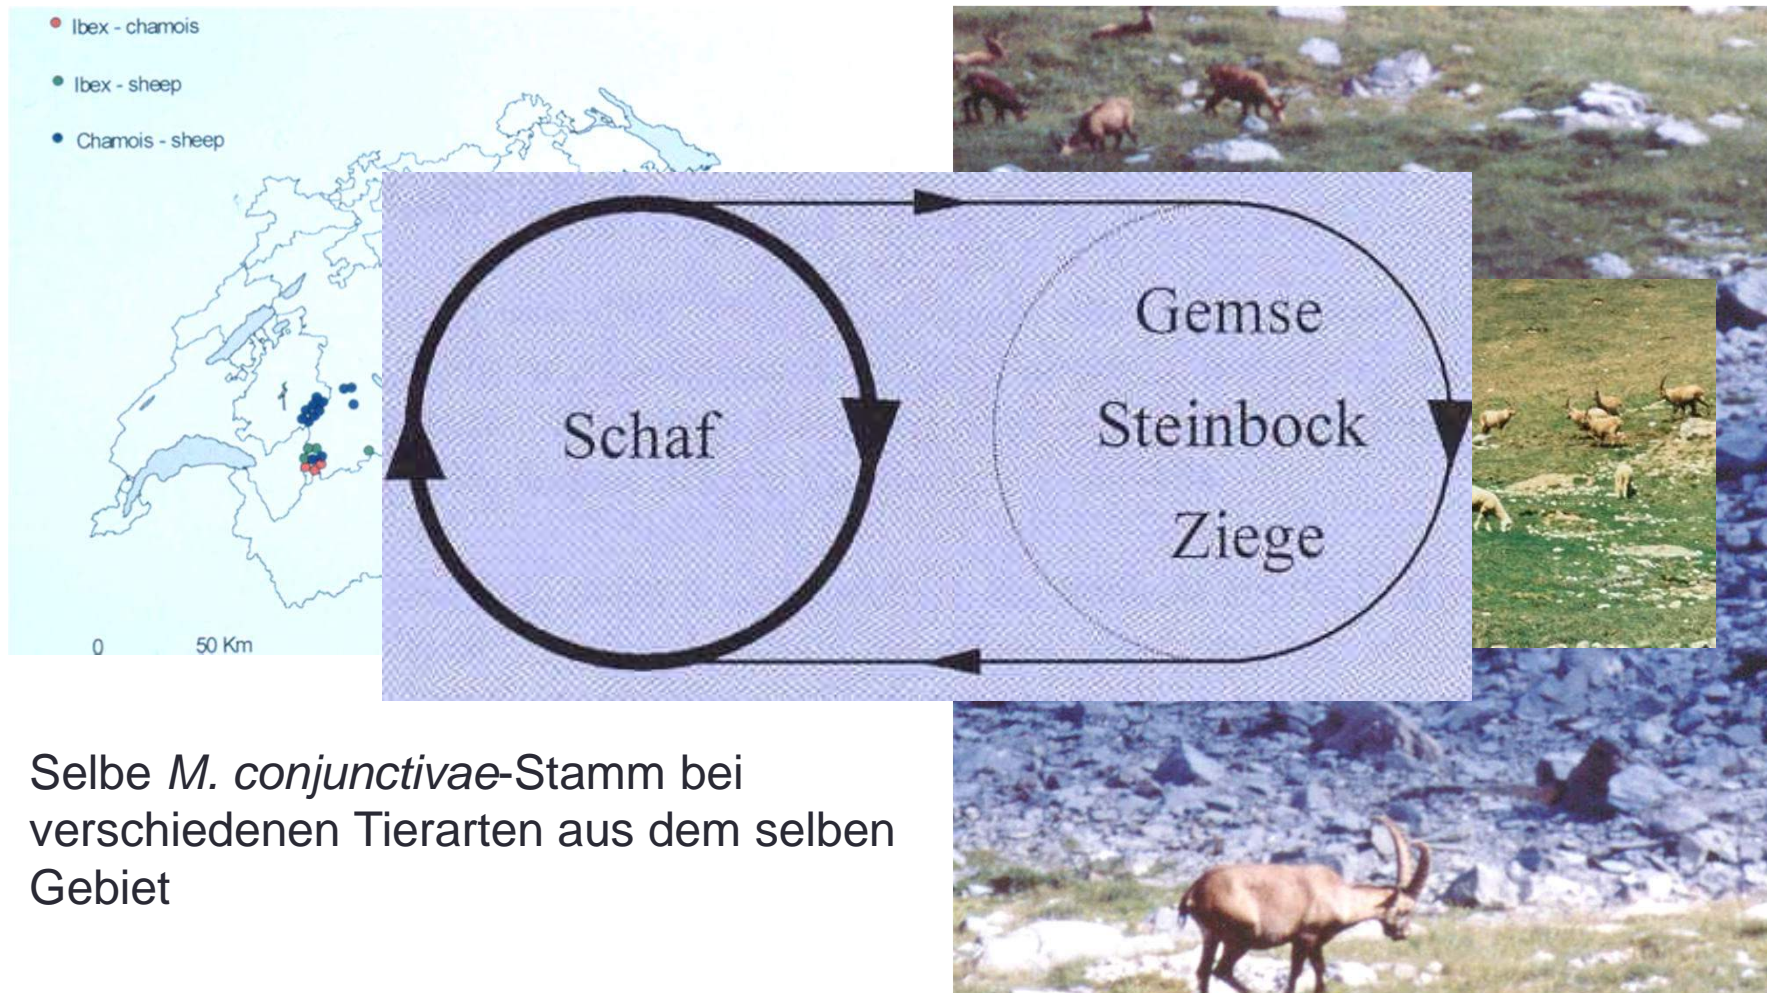 Ibex - chamois
Ibex - sheep
Chamois - sheep
0 50 Km
Schaf
Gemse
Steinbock
Ziege
Selbe M. conjunctivae-Stamm bei
verschiedenen Tierarten aus dem selben
Gebiet